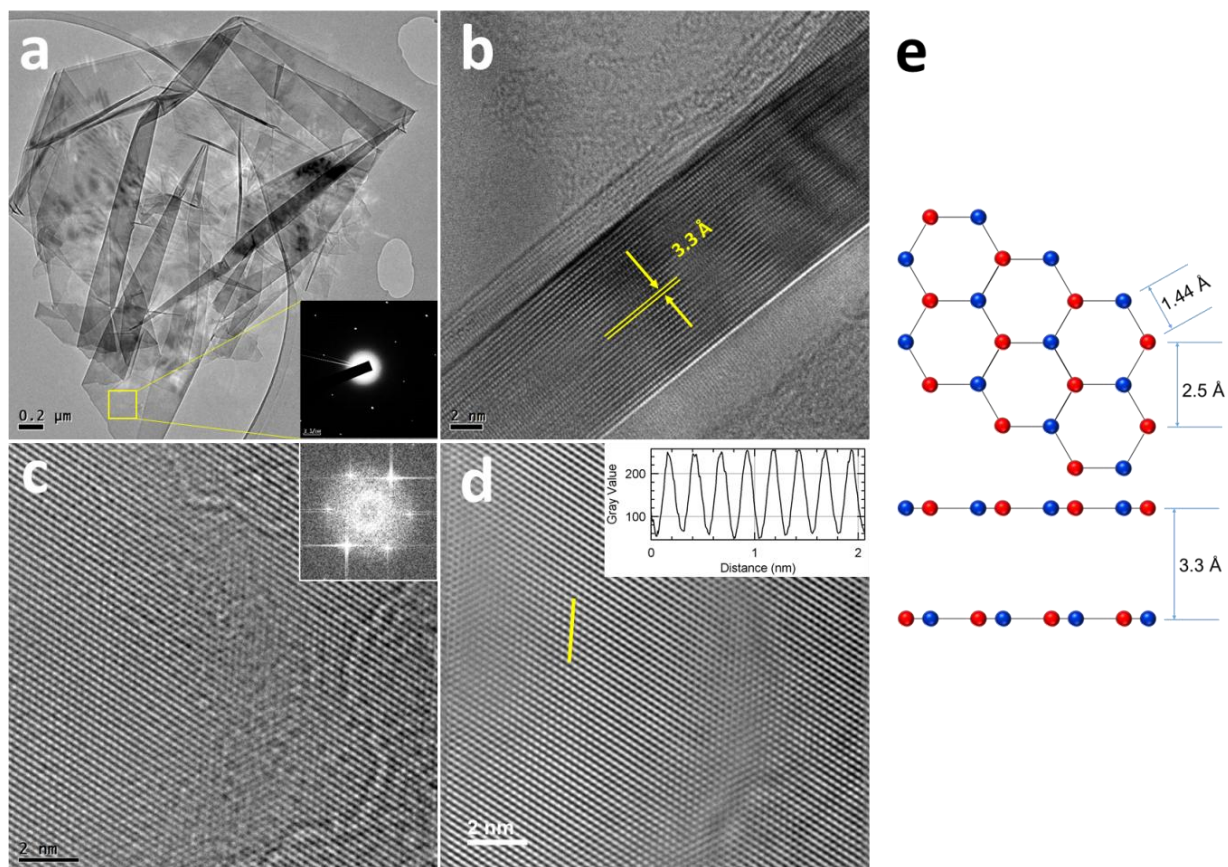 a
0.2 µm
b
3.3 Å
2 nm
c
2 nm
d
200
100
Gray Value
0
1
2
Distance (nm)
2 nm
e
1.44 Å
2.5 Å
3.3 Å